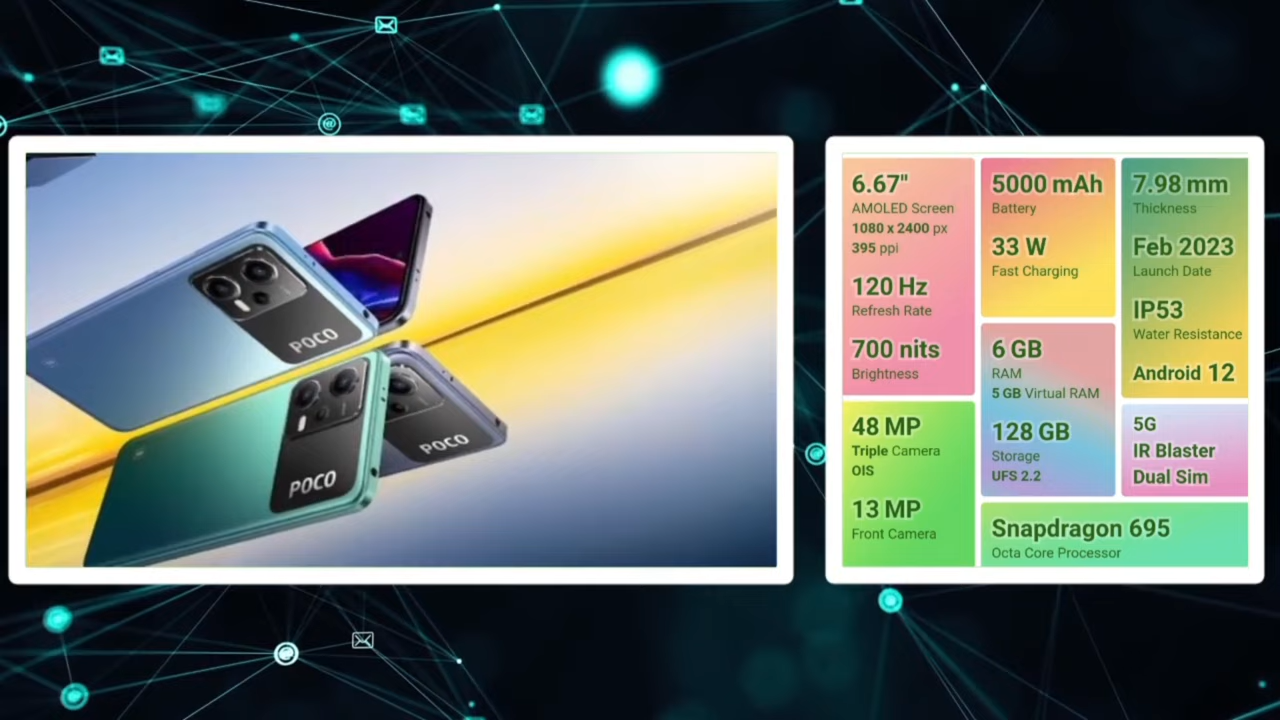 POCO
POCO
POCO
6.67"
AMOLED Screen
1080 x 2400 px
395 ppi
120 Hz
Refresh Rate
700 nits
Brightness
48 MP
Triple Camera
OIS
13 MP
Front Camera
5000 mAh
Battery
33 W
Fast Charging
6 GB
RAM
5 GB Virtual RAM
128 GB
Storage
UFS 2.2
7.98 mm
Thickness
Feb 2023
Launch Date
IP53
Water Resistance
Android 12
5G
IR Blaster
Dual Sim
Snapdragon 695
Octa Core Processor